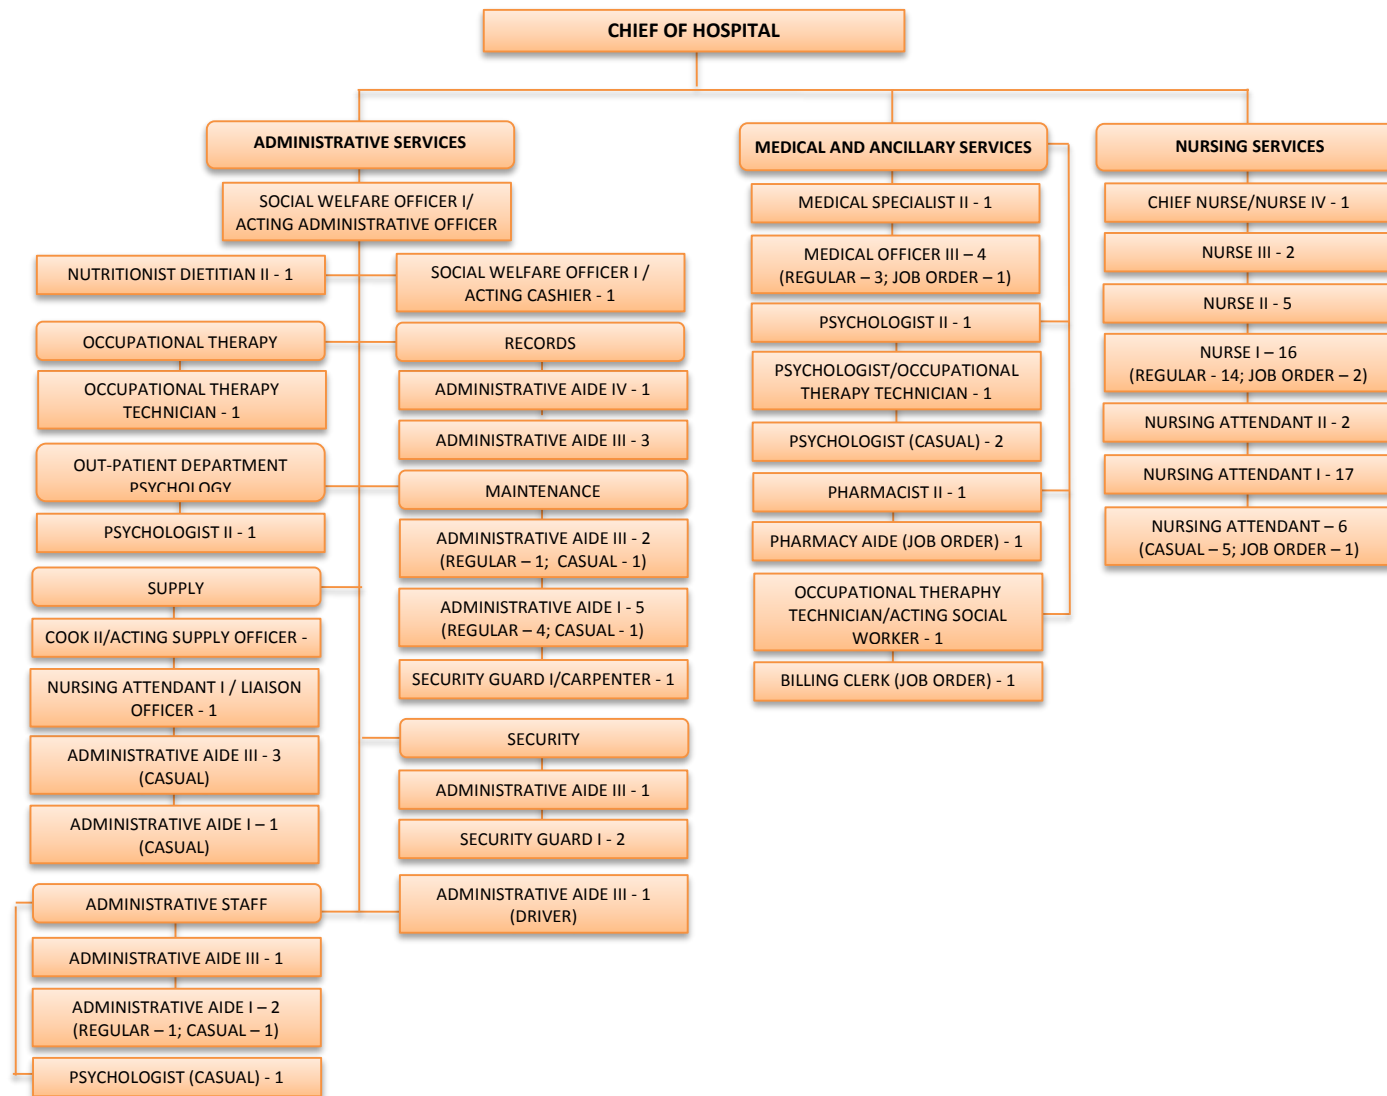 CHIEF OF HOSPITAL
ADMINISTRATIVE SERVICES
SOCIAL WELFARE OFFICER I/
ACTING ADMINISTRATIVE OFFICER
NUTRITIONIST DIETITIAN II - 1
SOCIAL WELFARE OFFICER I /
ACTING CASHIER - 1
OCCUPATIONAL THERAPY
OCCUPATIONAL THERAPY
TECHNICIAN - 1
RECORDS
ADMINISTRATIVE AIDE IV - 1
ADMINISTRATIVE AIDE III - 3
OUT-PATIENT DEPARTMENT
PSYCHOLOGY
PSYCHOLOGIST II - 1
MAINTENANCE
ADMINISTRATIVE AIDE III - 2
(REGULAR – 1; CASUAL - 1)
ADMINISTRATIVE AIDE I - 5
(REGULAR – 4; CASUAL - 1)
SECURITY GUARD I/CARPENTER - 1
SUPPLY
COOK II/ACTING SUPPLY OFFICER -
NURSING ATTENDANT I / LIAISON
OFFICER - 1
ADMINISTRATIVE AIDE III - 3
(CASUAL)
ADMINISTRATIVE AIDE I – 1
(CASUAL)
SECURITY
ADMINISTRATIVE AIDE III - 1
SECURITY GUARD I - 2
ADMINISTRATIVE STAFF
ADMINISTRATIVE AIDE III - 1
ADMINISTRATIVE AIDE I – 2
(REGULAR – 1; CASUAL – 1)
PSYCHOLOGIST (CASUAL) - 1
ADMINISTRATIVE AIDE III - 1
(DRIVER)
MEDICAL AND ANCILLARY SERVICES
MEDICAL SPECIALIST II - 1
MEDICAL OFFICER III – 4
(REGULAR – 3; JOB ORDER – 1)
PSYCHOLOGIST II - 1
PSYCHOLOGIST/OCCUPATIONAL
THERAPY TECHNICIAN - 1
PSYCHOLOGIST (CASUAL) - 2
PHARMACIST II - 1
PHARMACY AIDE (JOB ORDER) - 1
OCCUPATIONAL THERAPHY
TECHNICIAN/ACTING SOCIAL
WORKER - 1
BILLING CLERK (JOB ORDER) - 1
NURSING SERVICES
CHIEF NURSE/NURSE IV - 1
NURSE III - 2
NURSE II - 5
NURSE I – 16
(REGULAR - 14; JOB ORDER – 2)
NURSING ATTENDANT II - 2
NURSING ATTENDANT I - 17
NURSING ATTENDANT – 6
(CASUAL – 5; JOB ORDER – 1)